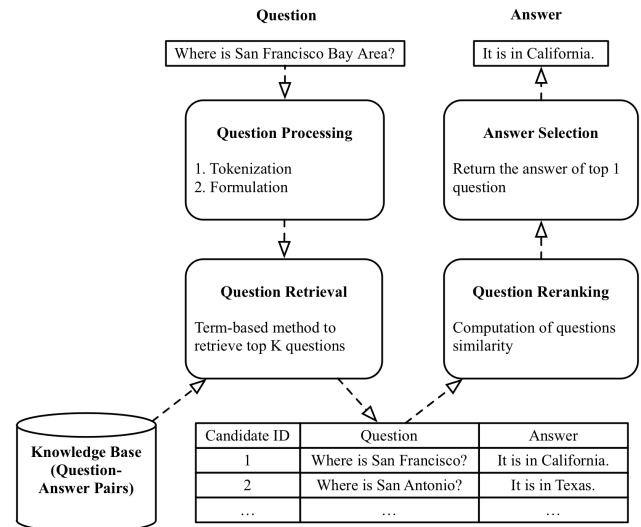 Question
Where is San Francisco Bay Area?
Question Processing
1. Tokenization
2. Formulation
Question Retrieval
Term-based method to
retrieve top K questions
Knowledge Base
(Question-
Answer Pairs)
Candidate ID Question Answer
1 Where is San Francisco? It is in California.
2 Where is San Antonio? It is in Texas.
… … …
Question Reranking
Computation of questions
similarity
Answer Selection
Return the answer of top 1
question
Answer
It is in California.